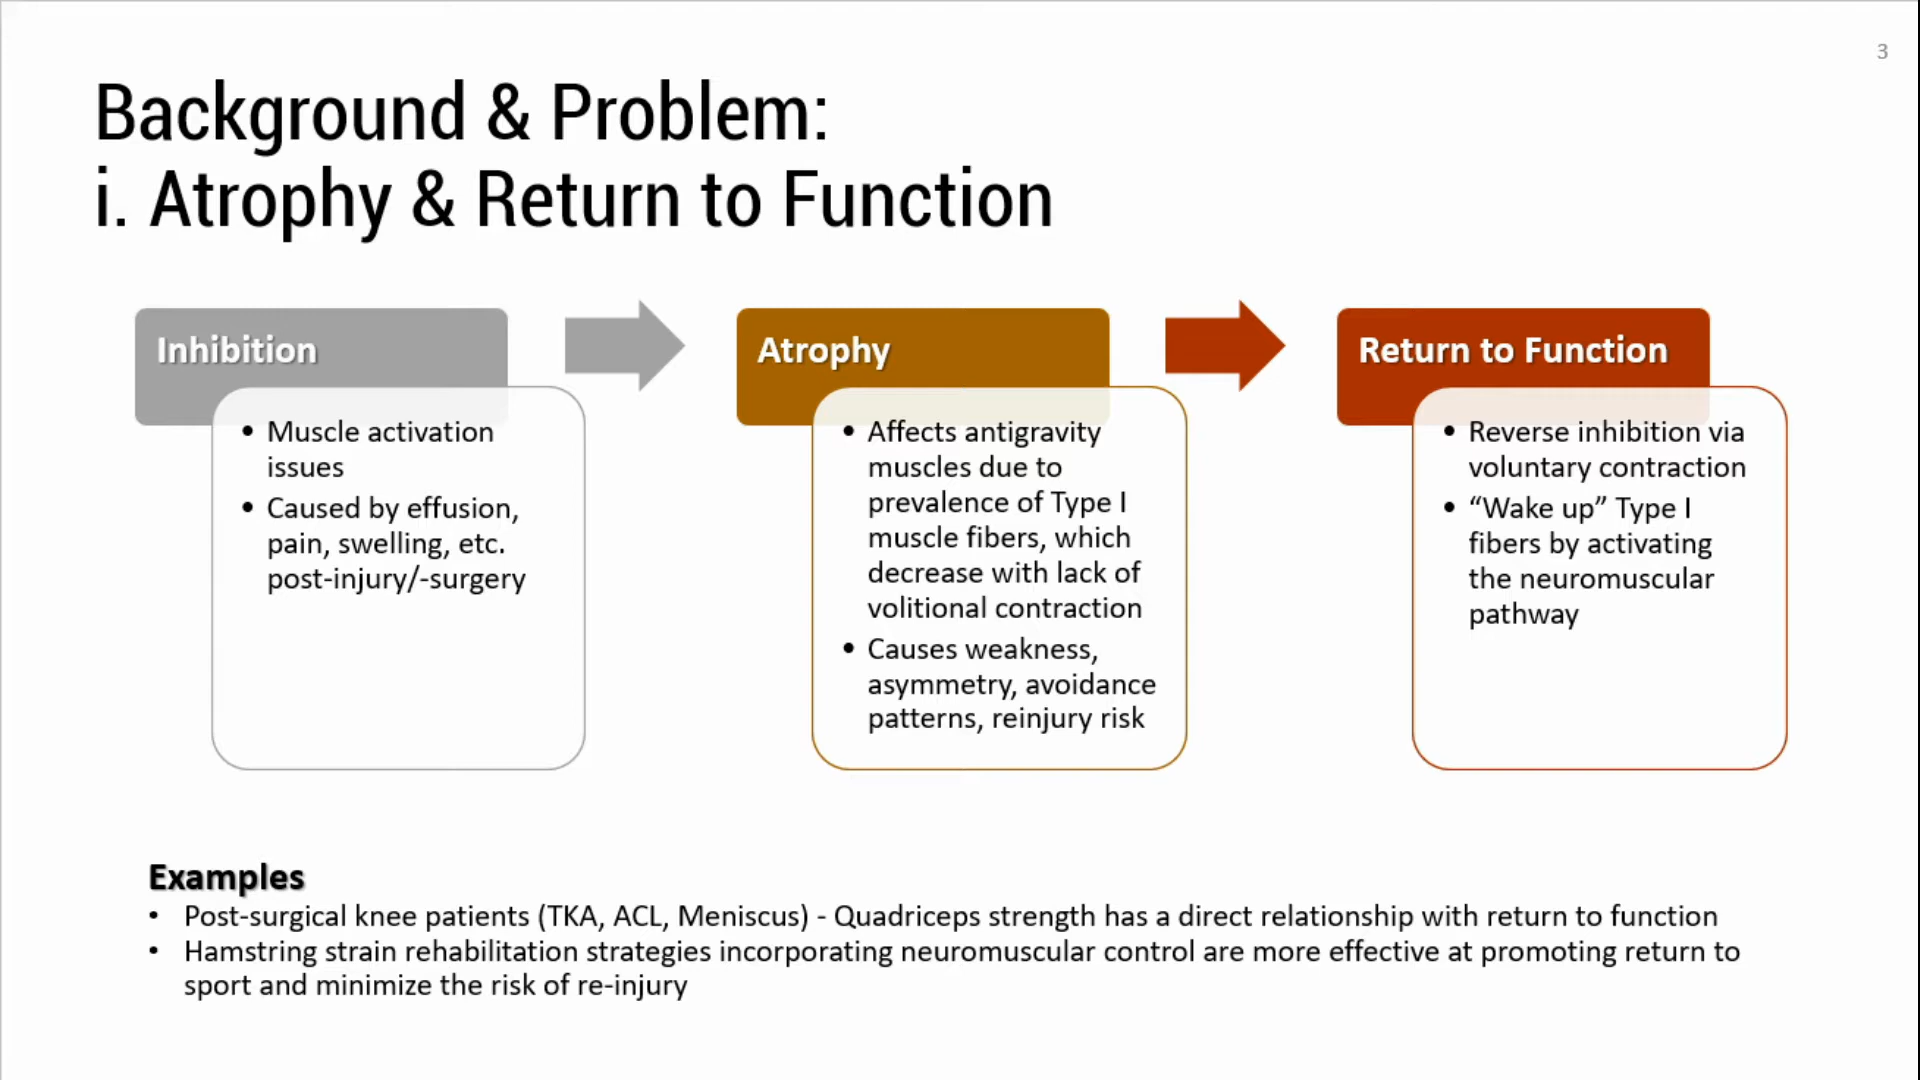 3
Background & Problem:
i. Atrophy & Return to Function
Inhibition
• Muscle activation
issues
• Caused by effusion,
pain, swelling, etc.
post-injury/-surgery
Atrophy
• Affects antigravity
muscles due to
prevalence of Type I
muscle fibers, which
decrease with lack of
volitional contraction
• Causes weakness,
asymmetry, avoidance
patterns, reinjury risk
Return to Function
• Reverse inhibition via
voluntary contraction
• “Wake up” Type I
fibers by activating
the neuromuscular
pathway
Examples
• Post-surgical knee patients (TKA, ACL, Meniscus) - Quadriceps strength has a direct relationship with return to function
• Hamstring strain rehabilitation strategies incorporating neuromuscular control are more effective at promoting return to
sport and minimize the risk of re-injury